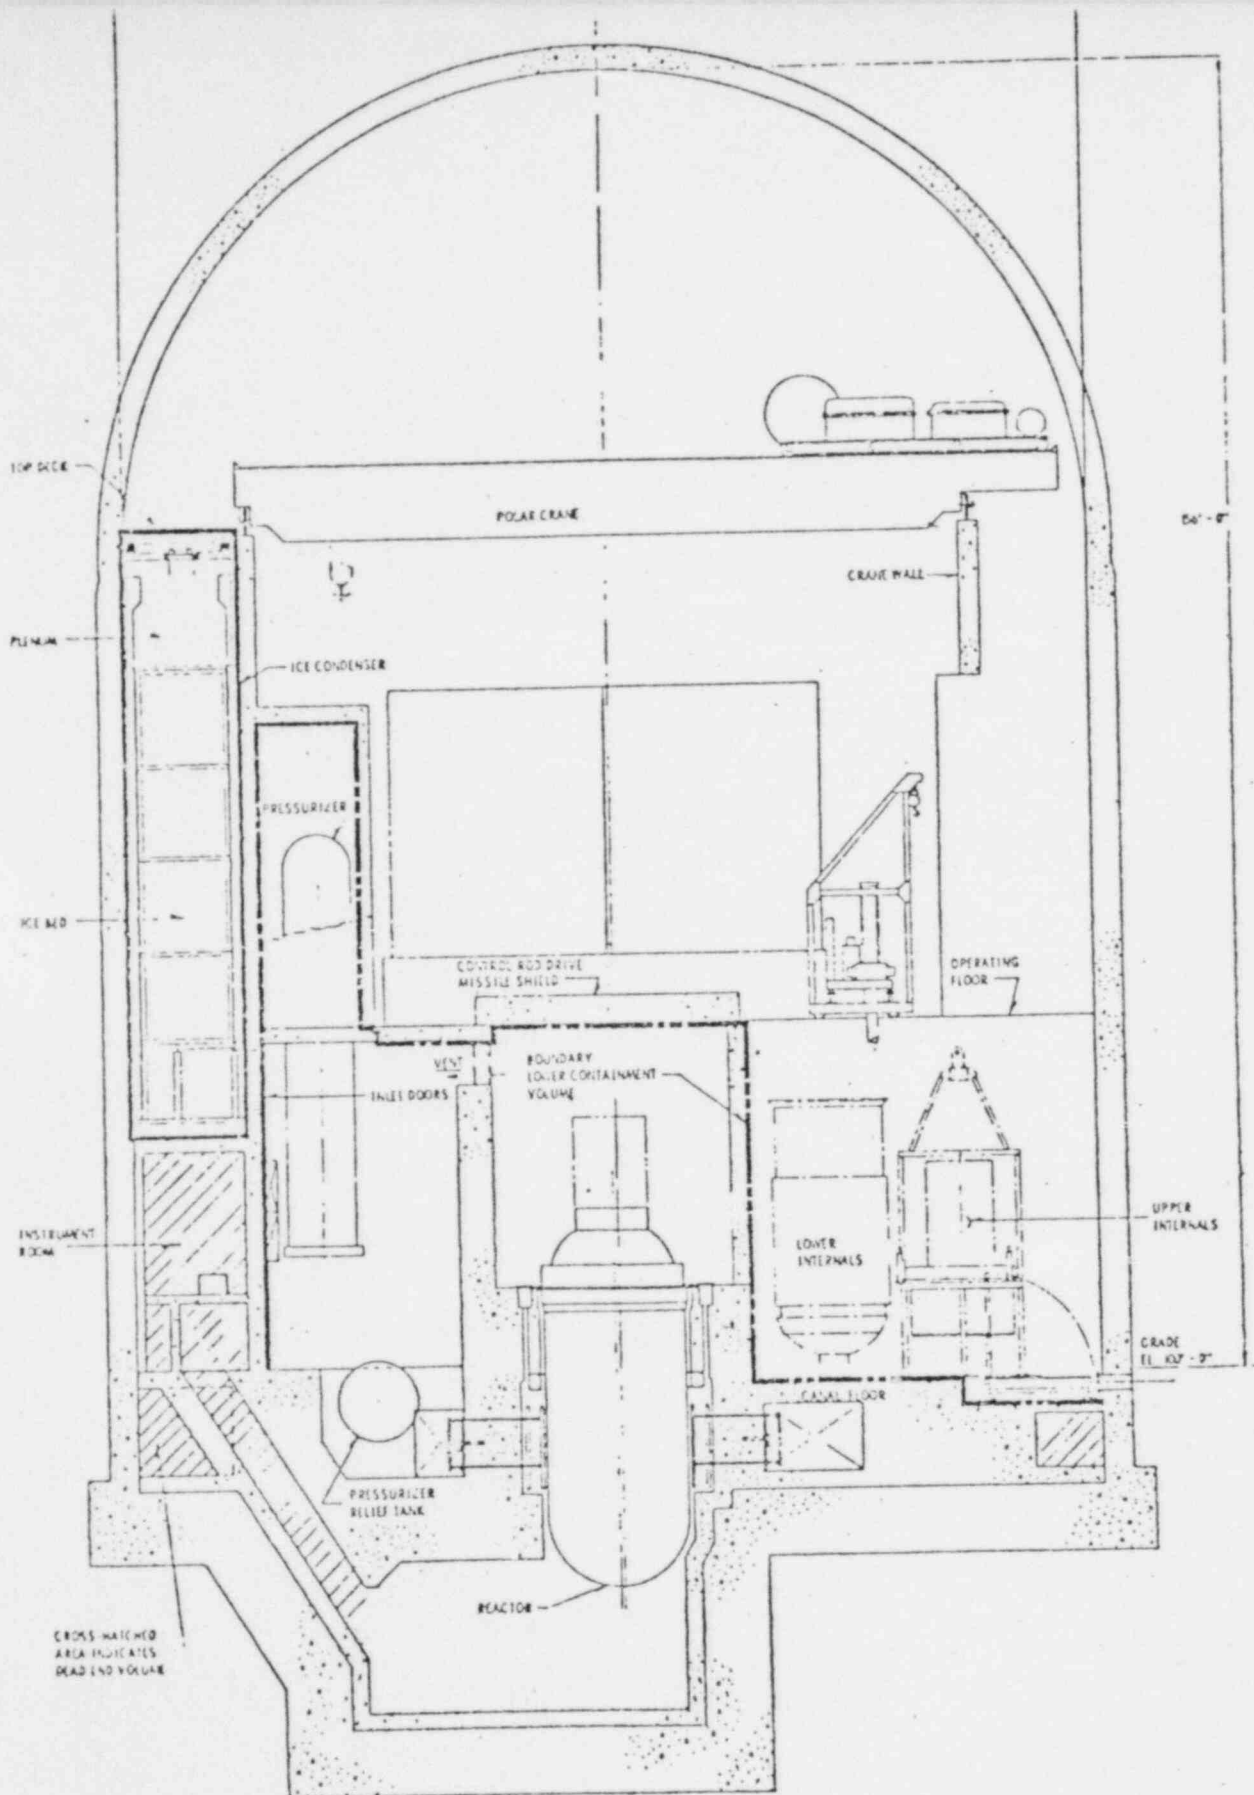 TOP DECK
POLAR CRANE
CRANE WALL
PLENUM
ICE CONDENSER
PRESSURIZER
ICE BED
CONTROL ROD DRIVE
MISSILE SHIELD
OPERATING
FLOOR
VENT
BOUNDARY
LOWER CONTAINMENT
VOLUME
INLET DOORS
INSTRUMENT
ROOM
LOWER
INTERNALS
UPPER
INTERNALS
GRADE
EL.
CANAL FLOOR
PRESSURIZER
RELIEF TANK
REACTOR
CROSS HATCHED
AREA INDICATES
DEAD END VOLUME